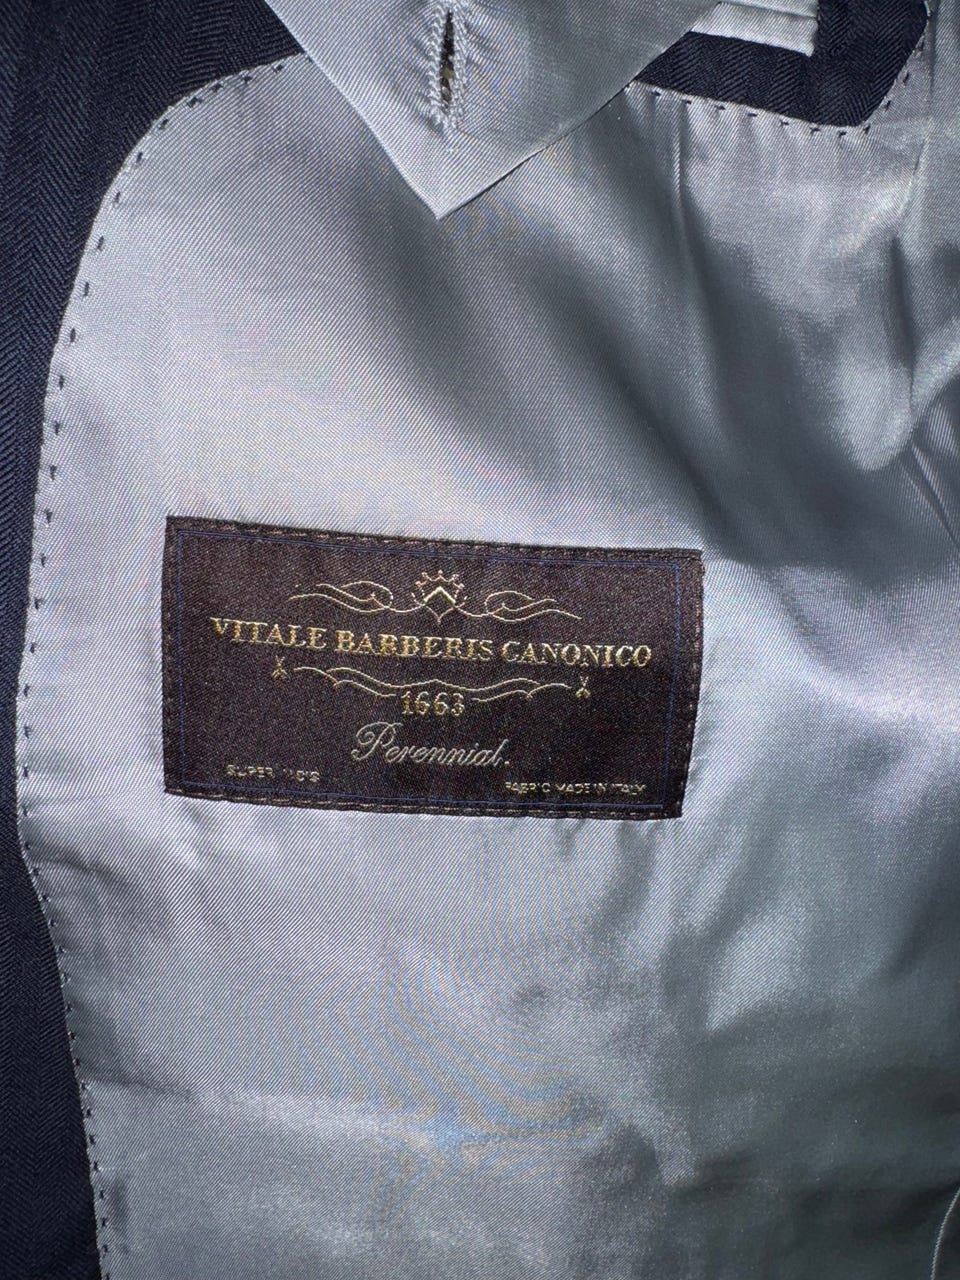 VITALE BARBERIS CANONICO
1663
Perennial.
SUPER 110'S
FABRIC MADE IN ITALY